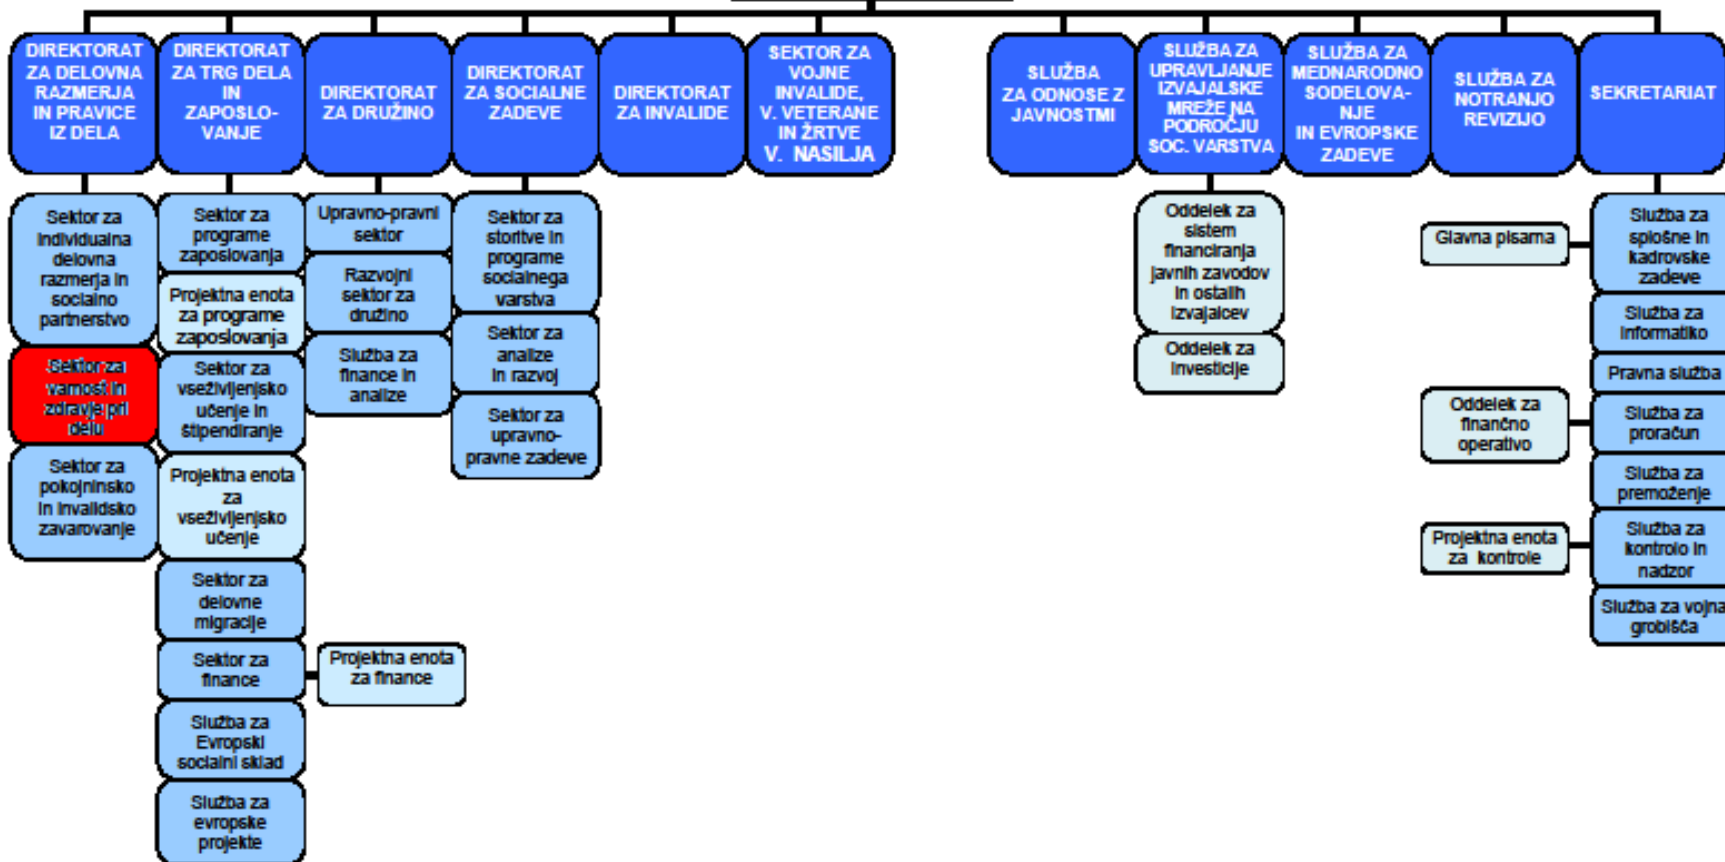 DIREKTORAT
ZA DELOVNA
RAZMERJA
IN PRAVICE
IZ DELA
DIREKTORAT
ZA TRG DELA
IN
ZAPOSLO-
VANJE
DIREKTORAT
ZA DRUŽINO
DIREKTORAT
ZA SOCIALNE
ZADEVE
DIREKTORAT
ZA INVALIDE
SEKTOR ZA
VOJNE
INVALIDE,
V. VETERANE
IN ŽRTVE
V. NASILJA
SLUŽBA
ZA ODNOSE Z
JAVNOSTMI
SLUŽBA ZA
UPRAVLJANJE
IZVAJALSKE
MREŽE NA
PODROČJU
SOC. VARSTVA
SLUŽBA ZA
MEDNARODNO
SODELOVA-
NJE
IN EVROPSKE
ZADEVE
SLUŽBA ZA
NOTRANJO
REVIZIJO
SEKRETARIAT
Sektor za
individualna
delovna
razmerja in
socialno
partnerstvo
Sektor za
varnost in
zdravje pri
delu
Sektor za
pokojninsko
in invalidsko
zavarovanje
Sektor za
programe
zaposlovanja
Projektna enota
za programe
zaposlovanja
Sektor za
vseživljenjsko
učenje in
štipendiranje
Projektna enota
za
vseživljenjsko
učenje
Sektor za
delovne
migracije
Sektor za
finance
Projektna enota
za finance
Služba za
Evropski
socialni sklad
Služba za
evropske
projekte
Upravno-pravni
sektor
Razvojni
sektor za
družino
Služba za
finance in
analize
Sektor za
storitve in
programe
socialnega
varstva
Sektor za
analize
in razvoj
Sektor za
upravno-
pravne zadeve
Oddelek za
sistem
financiranja
javnih zavodov
in ostalih
izvajalcev
Oddelek za
investicije
Glavna pisarna
Oddelek za
finančno
operativo
Projektna enota
za kontrole
Služba za
splošne in
kadrovske
zadeve
Služba za
informatiko
Pravna služba
Služba za
proračun
Služba za
premoženje
Služba za
kontrolo in
nadzor
Služba za vojna
grobišča